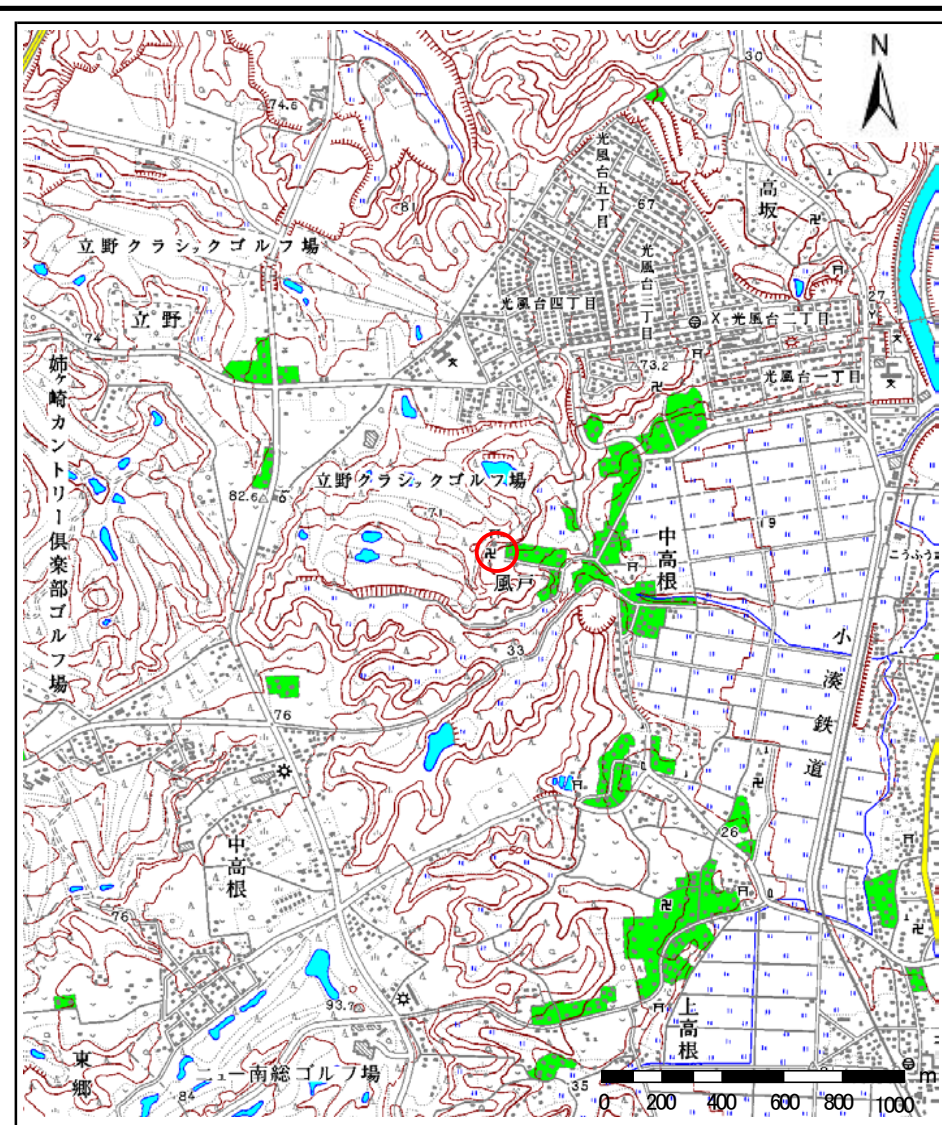 N
30
74.6
光風台五丁目
67
81
高坂
立野クラシックゴルフ場
光風台二丁目
光風台四丁目
27
立野
光風台二丁目
74
73.2
光風台一丁目
姉ヶ崎カントリー倶楽部ゴルフ場
立野クラシックゴルフ場
82.6
71
19
中高根
こうふう
風戸
小湊鉄道
33
76
26
中高根
76
93.7
上高根
東郷
ニュー南総ゴルフ場
84
35
0 200 400 600 800 1000 m